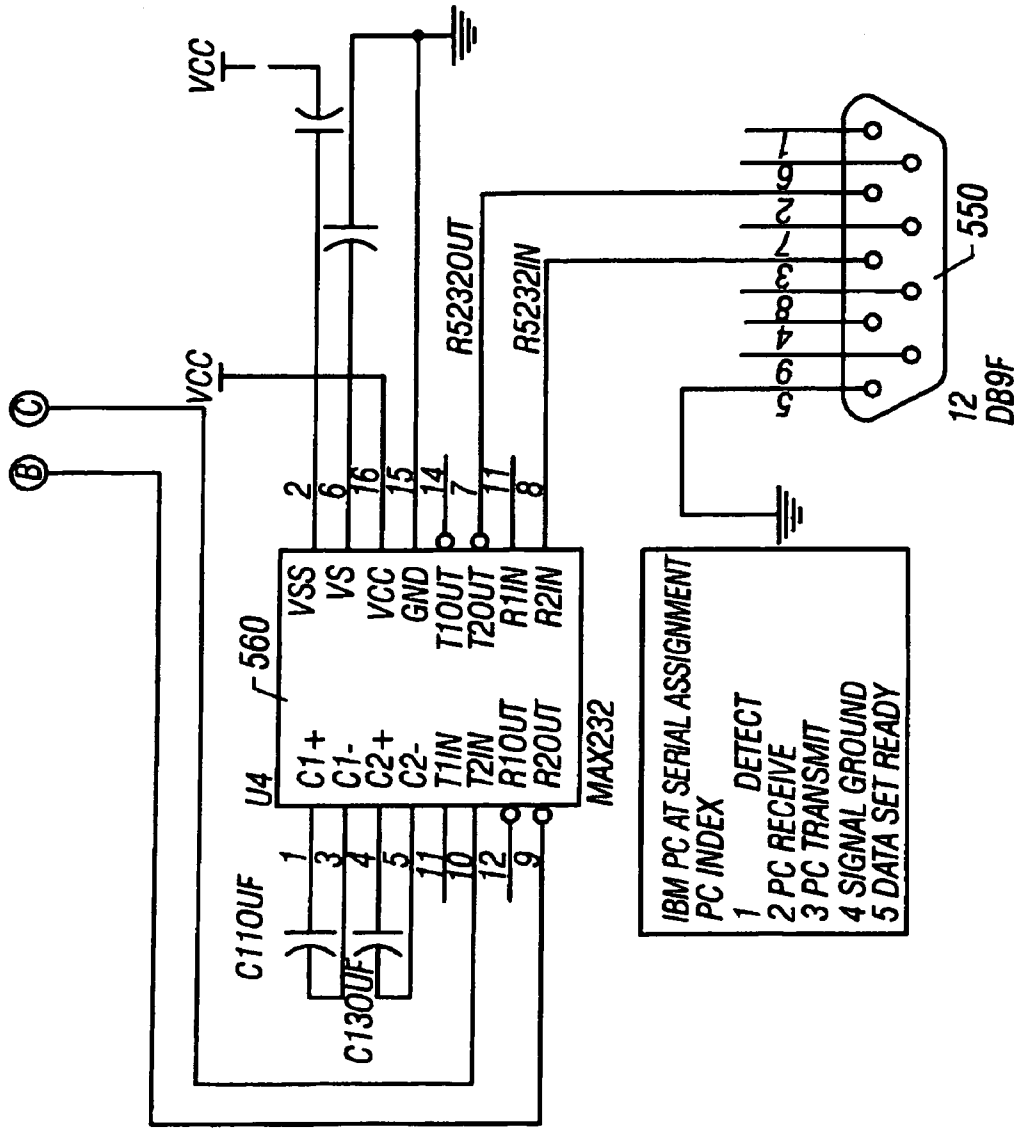 B
C
VCC
VCC
U4
560
C110UF
C130UF
1
3
4
5
11
10
12
9
C1+
C1-
C2+
C2-
T1IN
T2IN
R1OUT
R2OUT
VSS
VS
VCC
GND
T1OUT
T2OUT
R1IN
R2IN
2
6
16
15
14
7
11
8
MAX232
R5232OUT
R5232IN
1
6
2
7
3
8
4
9
5
550
12
DB9F
IBM PC AT SERIAL ASSIGNMENT
PC INDEX
1 DETECT
2 PC RECEIVE
3 PC TRANSMIT
4 SIGNAL GROUND
5 DATA SET READY